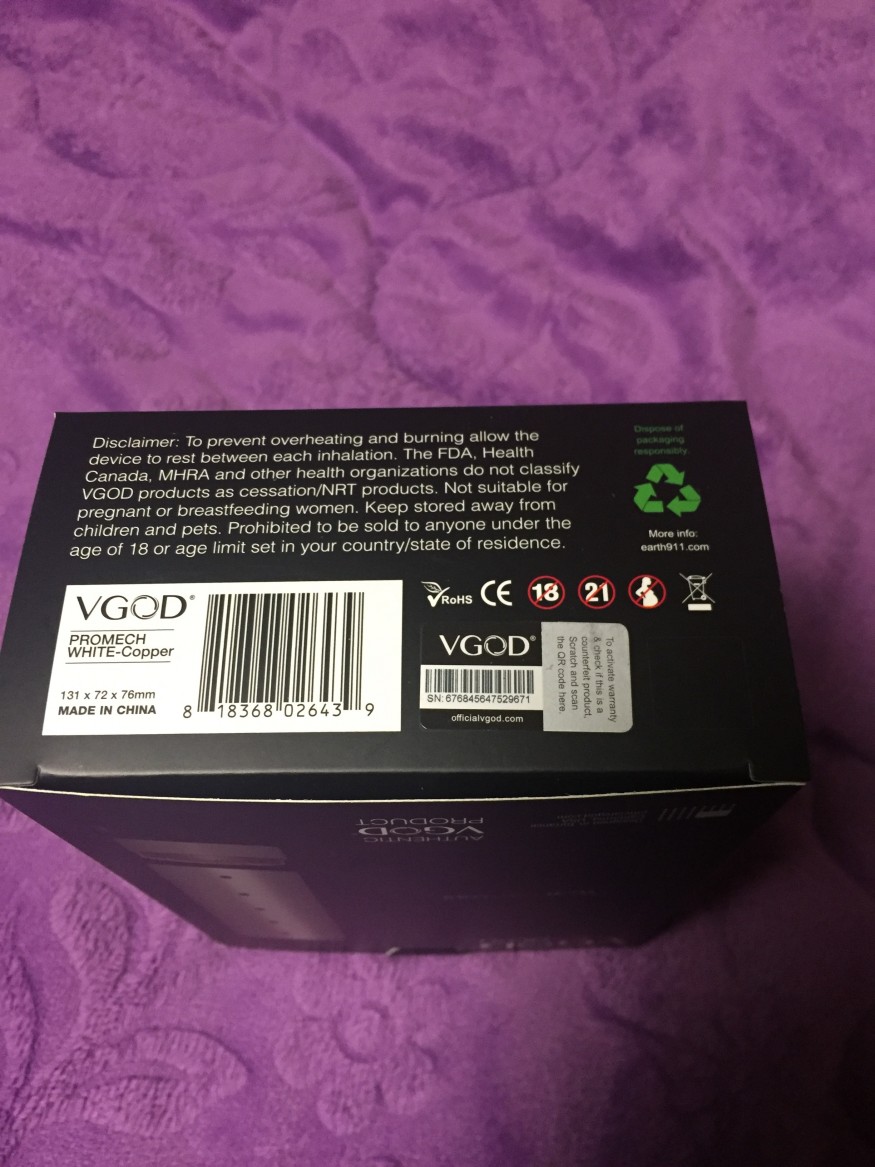 Disclaimer: To prevent overheating and burning allow the
device to rest between each inhalation. The FDA, Health
Canada, MHRA and other health organizations do not classify
VGOD products as cessation/NRT products. Not suitable for
pregnant or breastfeeding women. Keep stored away from
children and pets. Prohibited to be sold to anyone under the
age of 18 or age limit set in your country/state of residence.
Dispose of
packaging
responsibly.
More info:
earth911.com
VGOD®
PROMECH
WHITE-Copper
131 x 72 x 76mm
MADE IN CHINA
8 18368 02643 9
RoHS CE 18 21
VGOD®
SN: 676845647529671
officialvgod.com
To activate warranty
& check if this is a
counterfeit product,
Scratch and scan
the QR code here.
AUTHENTIC
VGOD®
PRODUCT